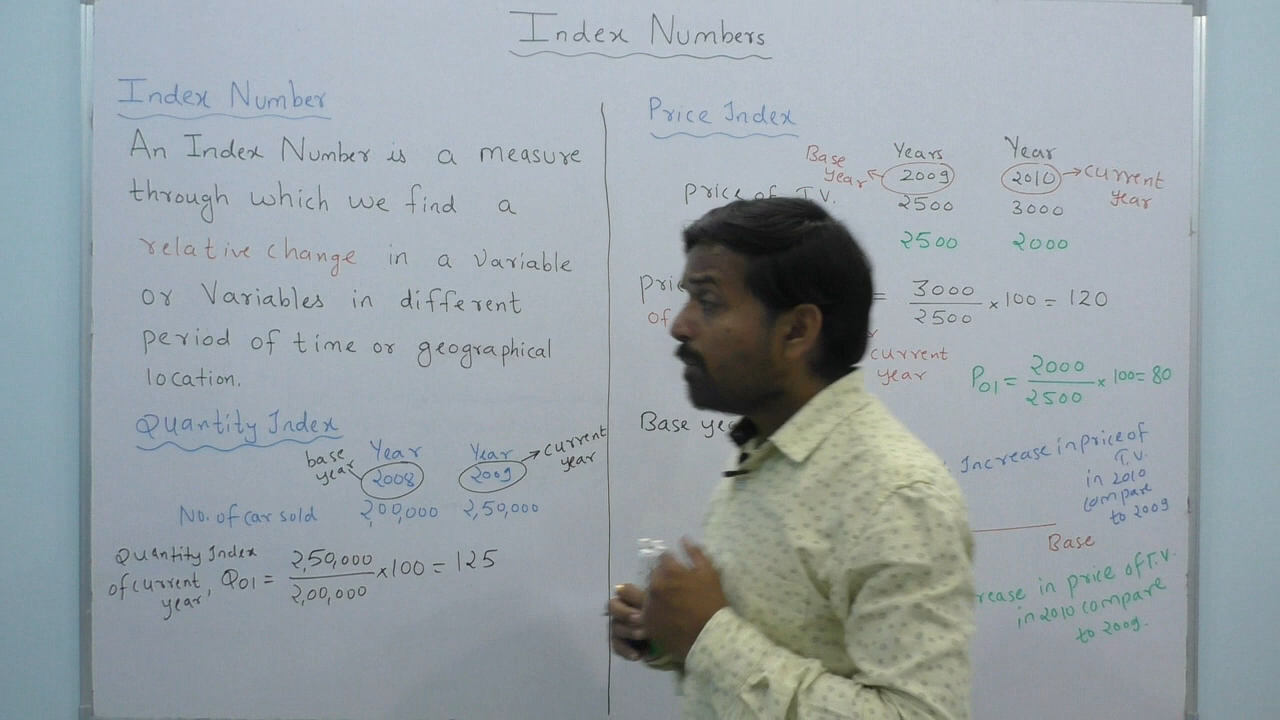 Index Numbers
Index Number
An Index Number is a measure
through which we find a
relative change in a variable
or Variables in different
period of time or geographical
location.
Quantity Index
base year
Year
2008
Year
2009
current year
No. of car sold 2,00,000 2,50,000
Quantity Index
of current year, Q01 = 2,50,000 / 2,00,000 × 100 = 125
Price Index
Base year
Years
2009
Year
2010
current year
price of T.V. 2500 3000
2500 2000
= 3000 / 2500 × 100 = 120
of
current year
P01 = 2000 / 2500 × 100 = 80
Base
Increase in price of
T.V.
in 2010
compare
to 2009
Base
in price of T.V.
in 2010 compare
to 2009.